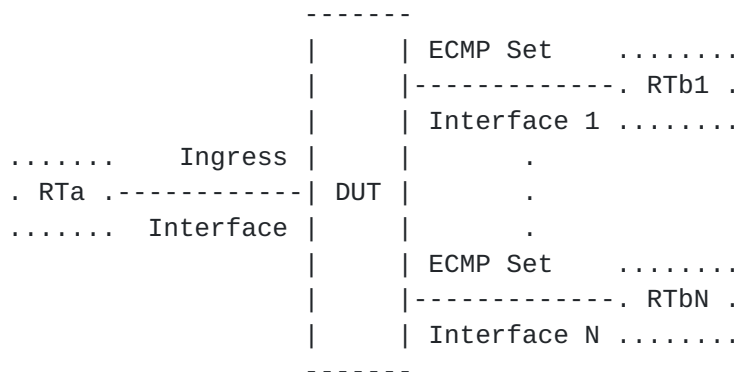 -------
| | ECMP Set ........
| |-------------. RTb1 .
| | Interface 1 ........
....... Ingress | | .
. RTa .------------| DUT | .
....... Interface | | .
| | ECMP Set ........
| |-------------. RTbN .
| | Interface N ........
-------